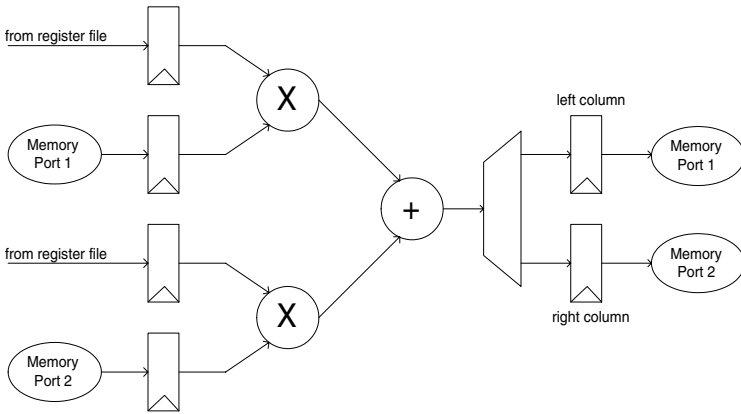 from register file
X
left column
Memory
Port 1
Memory
Port 1
+
from register file
Memory
Port 2
X
right column
Memory
Port 2